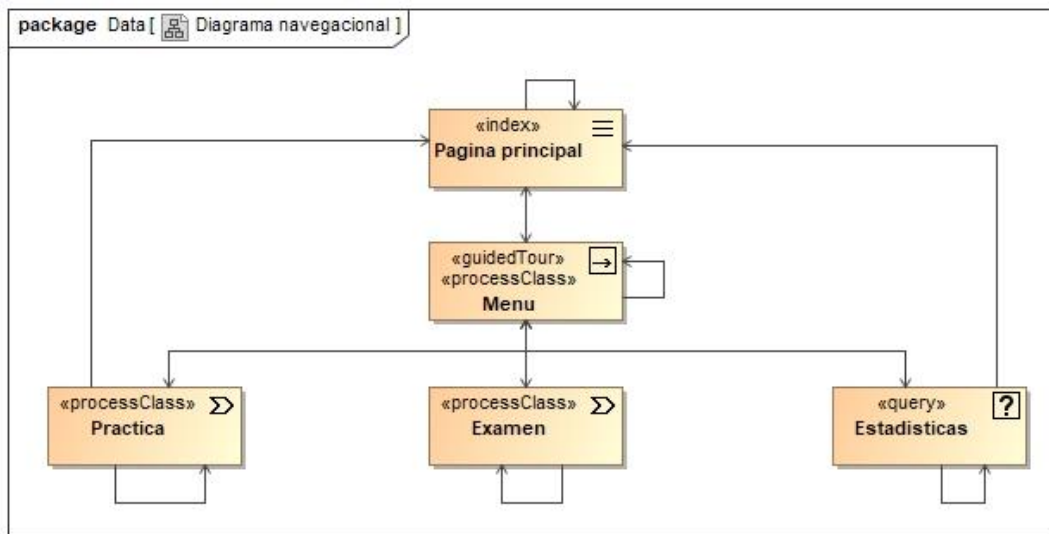 package Data [ Diagrama navegacional ]
«index»
Pagina principal
«guidedTour»
«processClass»
Menu
«processClass»
Practica
«processClass»
Examen
«query»
Estadisticas